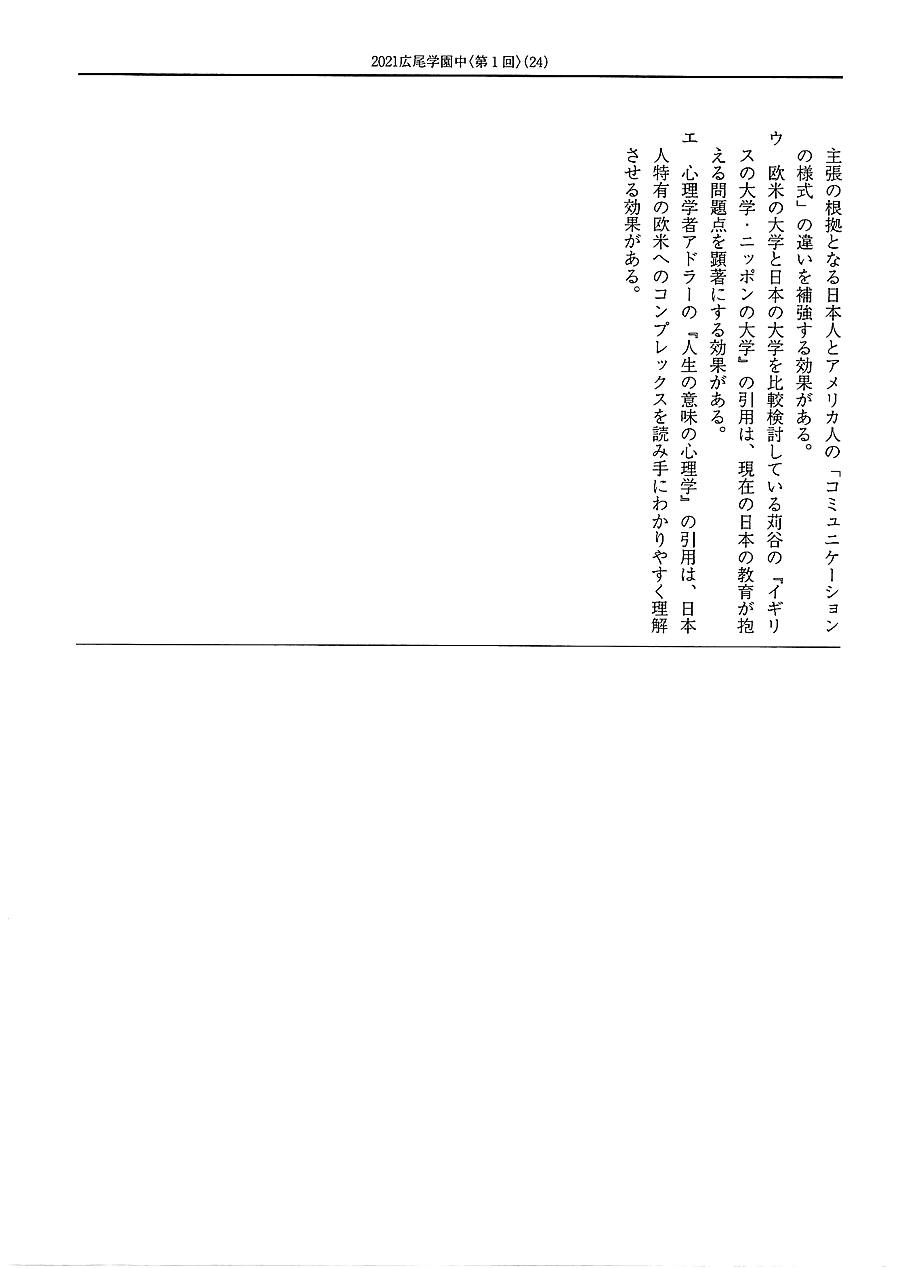 2021広尾学園中〈第1回〉(24)
主張の根拠となる日本人とアメリカ人の「コミュニケーション
の様式」の違いを補強する効果がある。
ウ　欧米の大学と日本の大学を比較検討している苅谷の『イギリ
スの大学・ニッポンの大学』の引用は、現在の日本の教育が抱
える問題点を顕著にする効果がある。
エ　心理学者アドラーの『人生の意味の心理学』の引用は、日本
人特有の欧米へのコンプレックスを読み手にわかりやすく理解
させる効果がある。